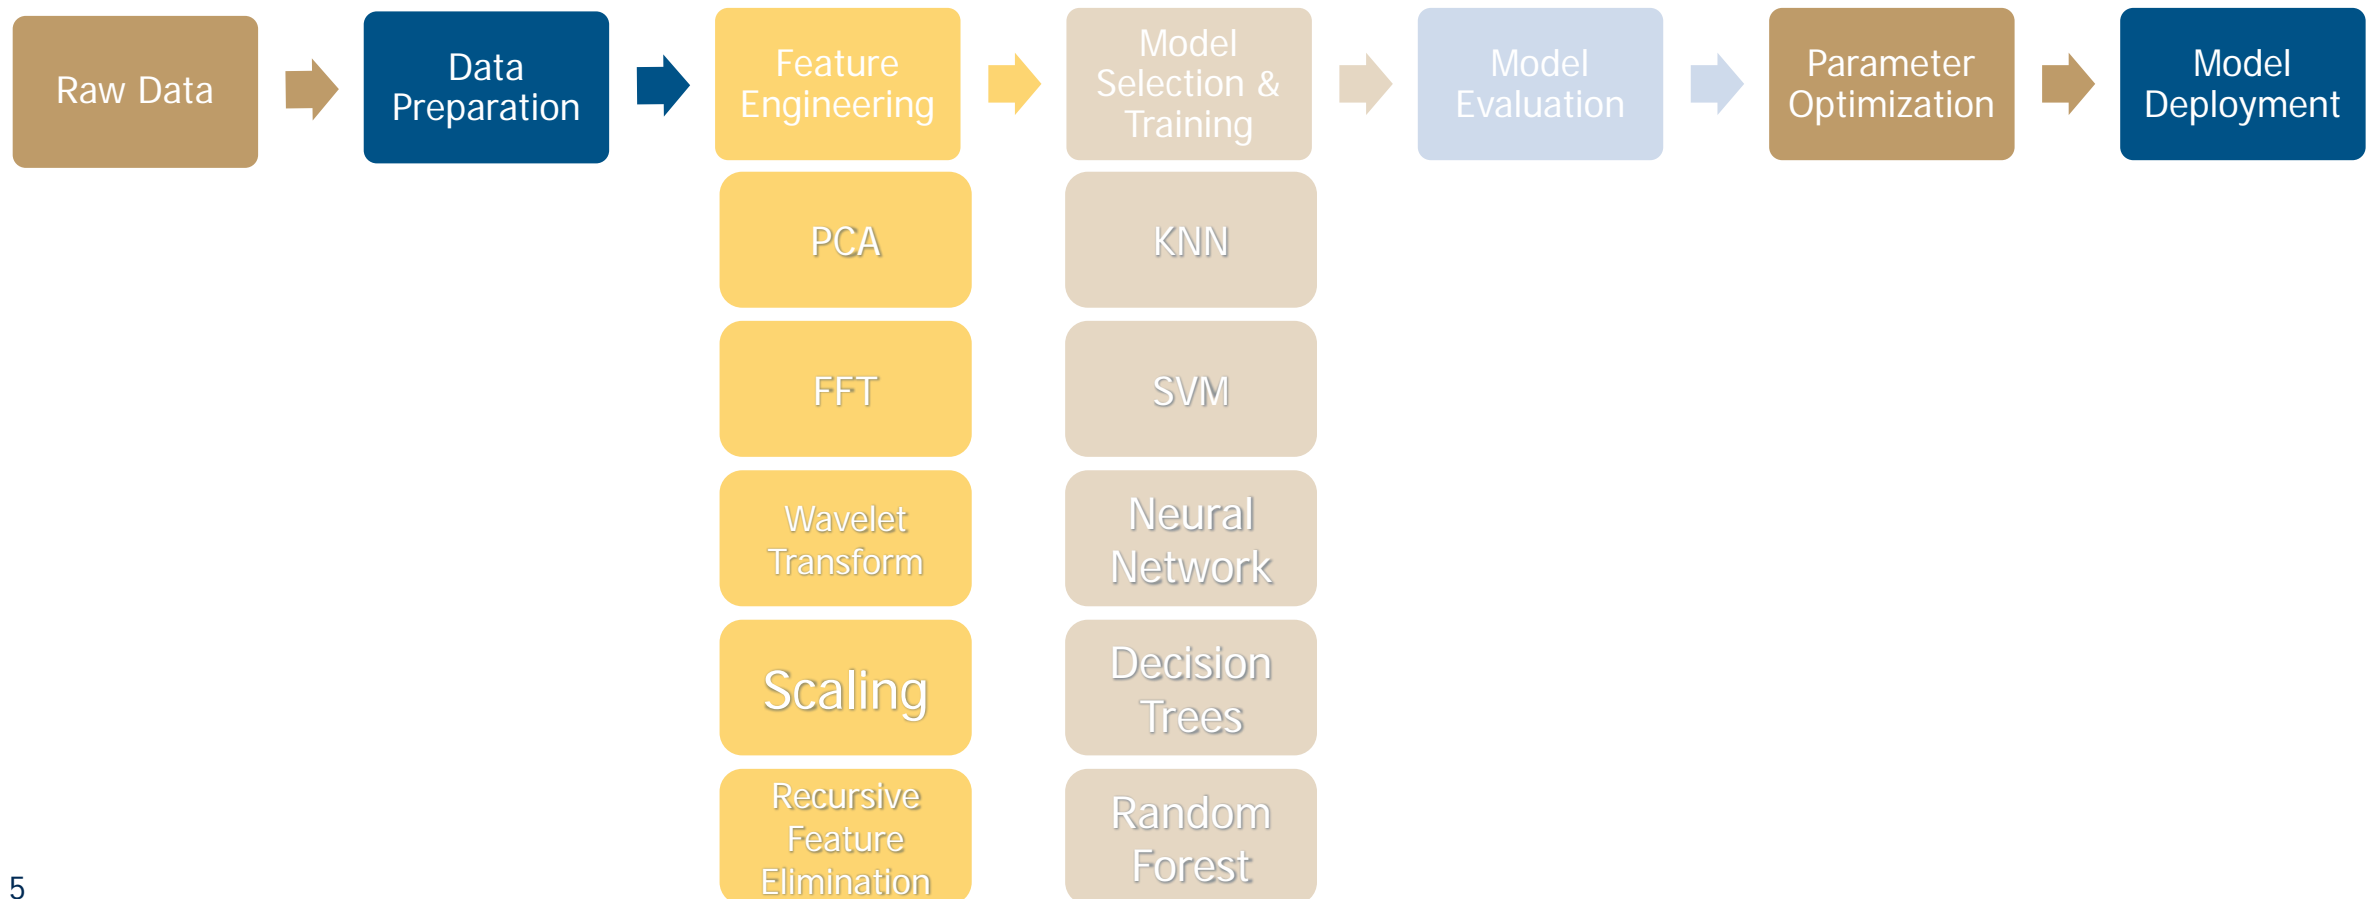 Raw Data
Data
Preparation
Feature
Engineering
Model
Selection &
Training
Model
Evaluation
Parameter
Optimization
Model
Deployment
PCA
FFT
Wavelet
Transform
Scaling
Recursive
Feature
Elimination
KNN
SVM
Neural
Network
Decision
Trees
Random
Forest
5